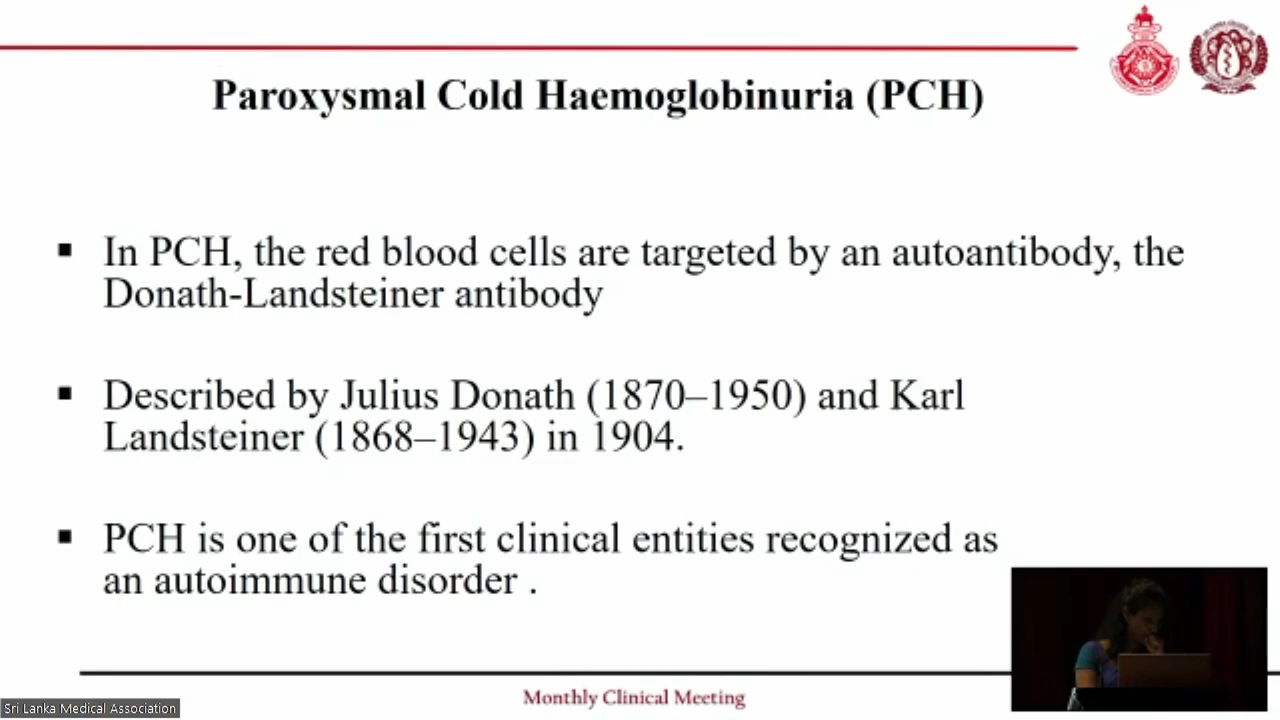 Paroxysmal Cold Haemoglobinuria (PCH)
▪ In PCH, the red blood cells are targeted by an autoantibody, the
Donath-Landsteiner antibody
▪ Described by Julius Donath (1870–1950) and Karl
Landsteiner (1868–1943) in 1904.
▪ PCH is one of the first clinical entities recognized as
an autoimmune disorder .
Monthly Clinical Meeting
Sri Lanka Medical Association